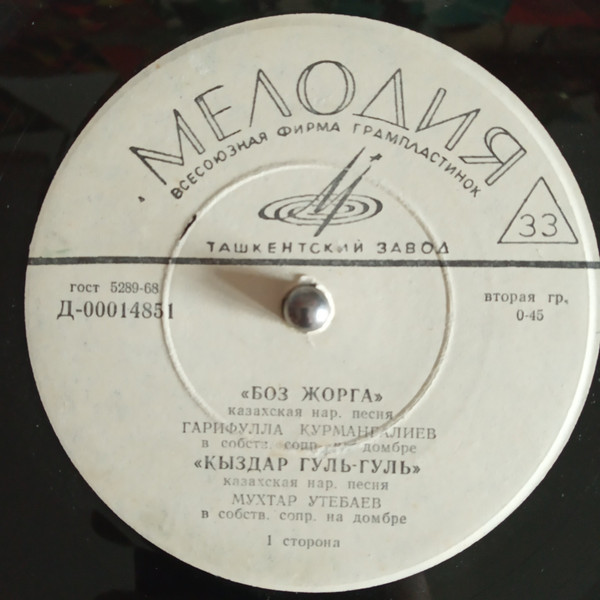 МЕЛОДИЯ
ВСЕСОЮЗНАЯ ФИРМА ГРАМПЛАСТИНОК
33
ТАШКЕНТСКИЙ ЗАВОД
гост 5289-68
Д-00014851
вторая гр.
0-45
«БОЗ ЖОРГА»
казахская нар. песня
ГАРИФУЛЛА КУРМАНГАЛИЕВ
в собств. сопр. на домбре
«КЫЗДАР ГУЛЬ-ГУЛЬ»
казахская нар. песня
МУХТАР УТЕБАЕВ
в собств. сопр. на домбре
1 сторона